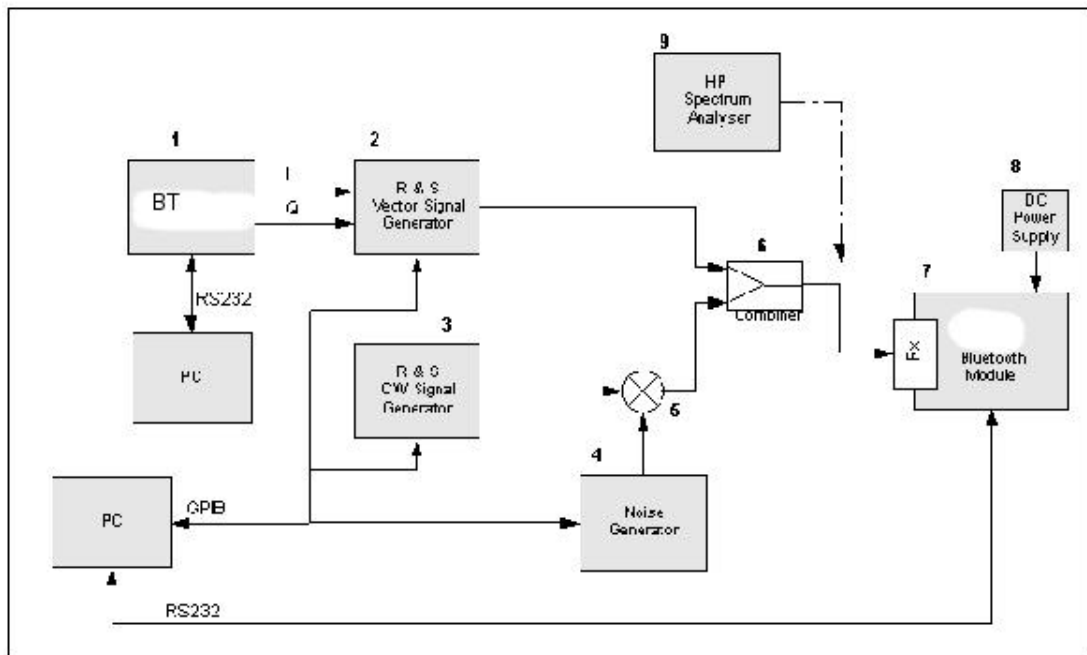 9
HP
Spectrum
Analyser
1
2
8
BT
I
Q
R & S
Vector Signal
Generator
DC
Power
Supply
6
7
RS232
3
Combiner
Rx
Bluetooth
Module
PC
R & S
CW Signal
Generator
5
4
PC
GPIB
Noise
Generator
RS232